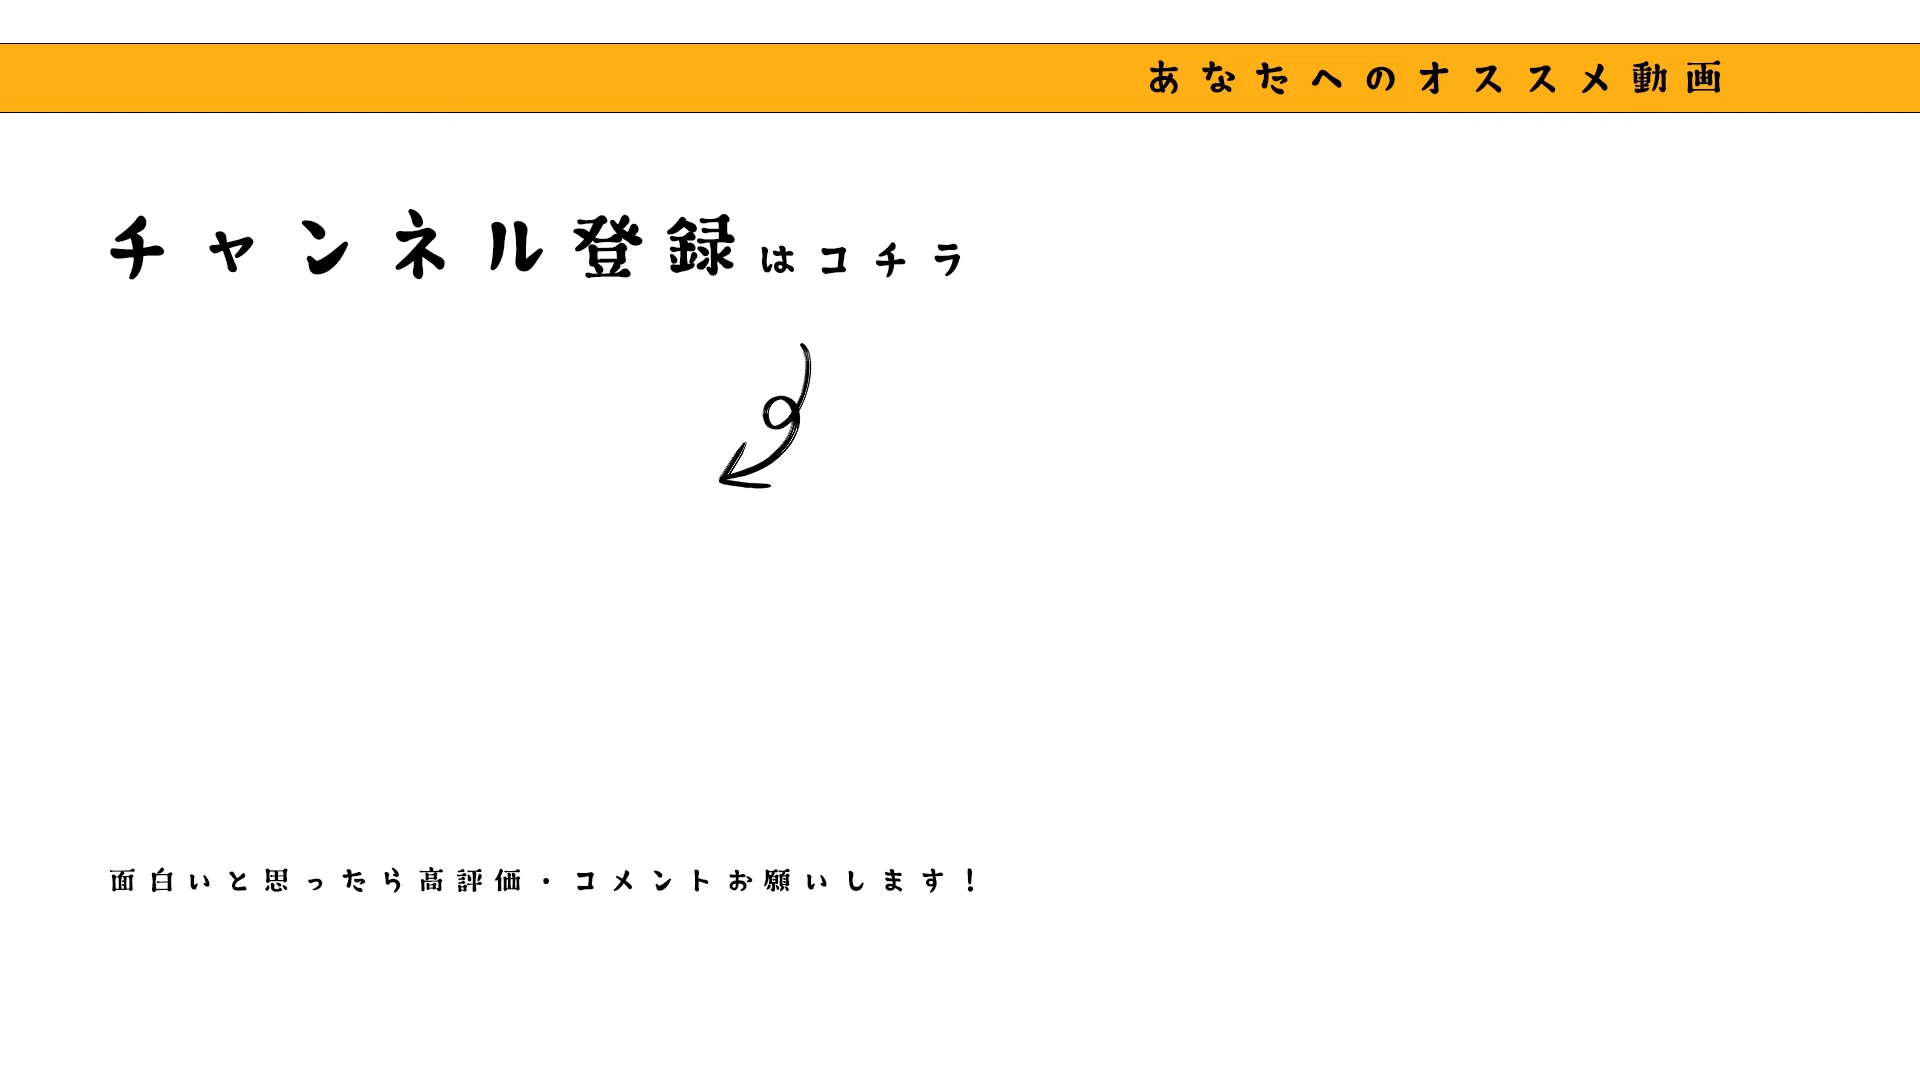 あなたへのオススメ動画
チャンネル登録はコチラ
面白いと思ったら高評価・コメントお願いします！